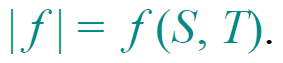 |f| = f(S, T).